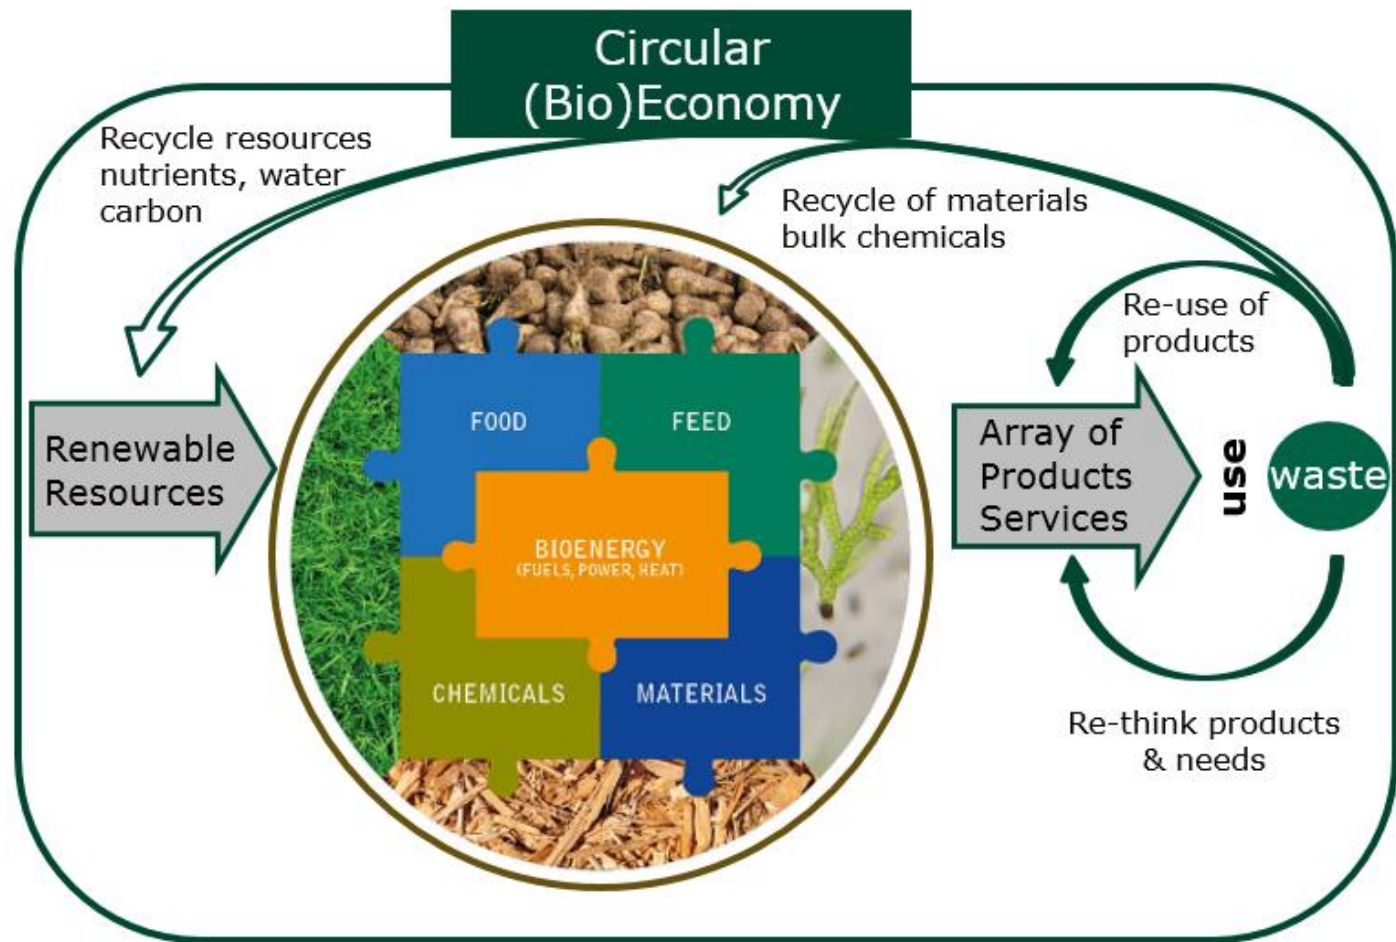 Circular
(Bio)Economy
Recycle resources
nutrients, water
carbon
Recycle of materials
bulk chemicals
Re-use of
products
Renewable
Resources
FOOD
FEED
BIOENERGY
(FUELS, POWER, HEAT)
CHEMICALS
MATERIALS
Array of
Products
Services
use
waste
Re-think products
& needs